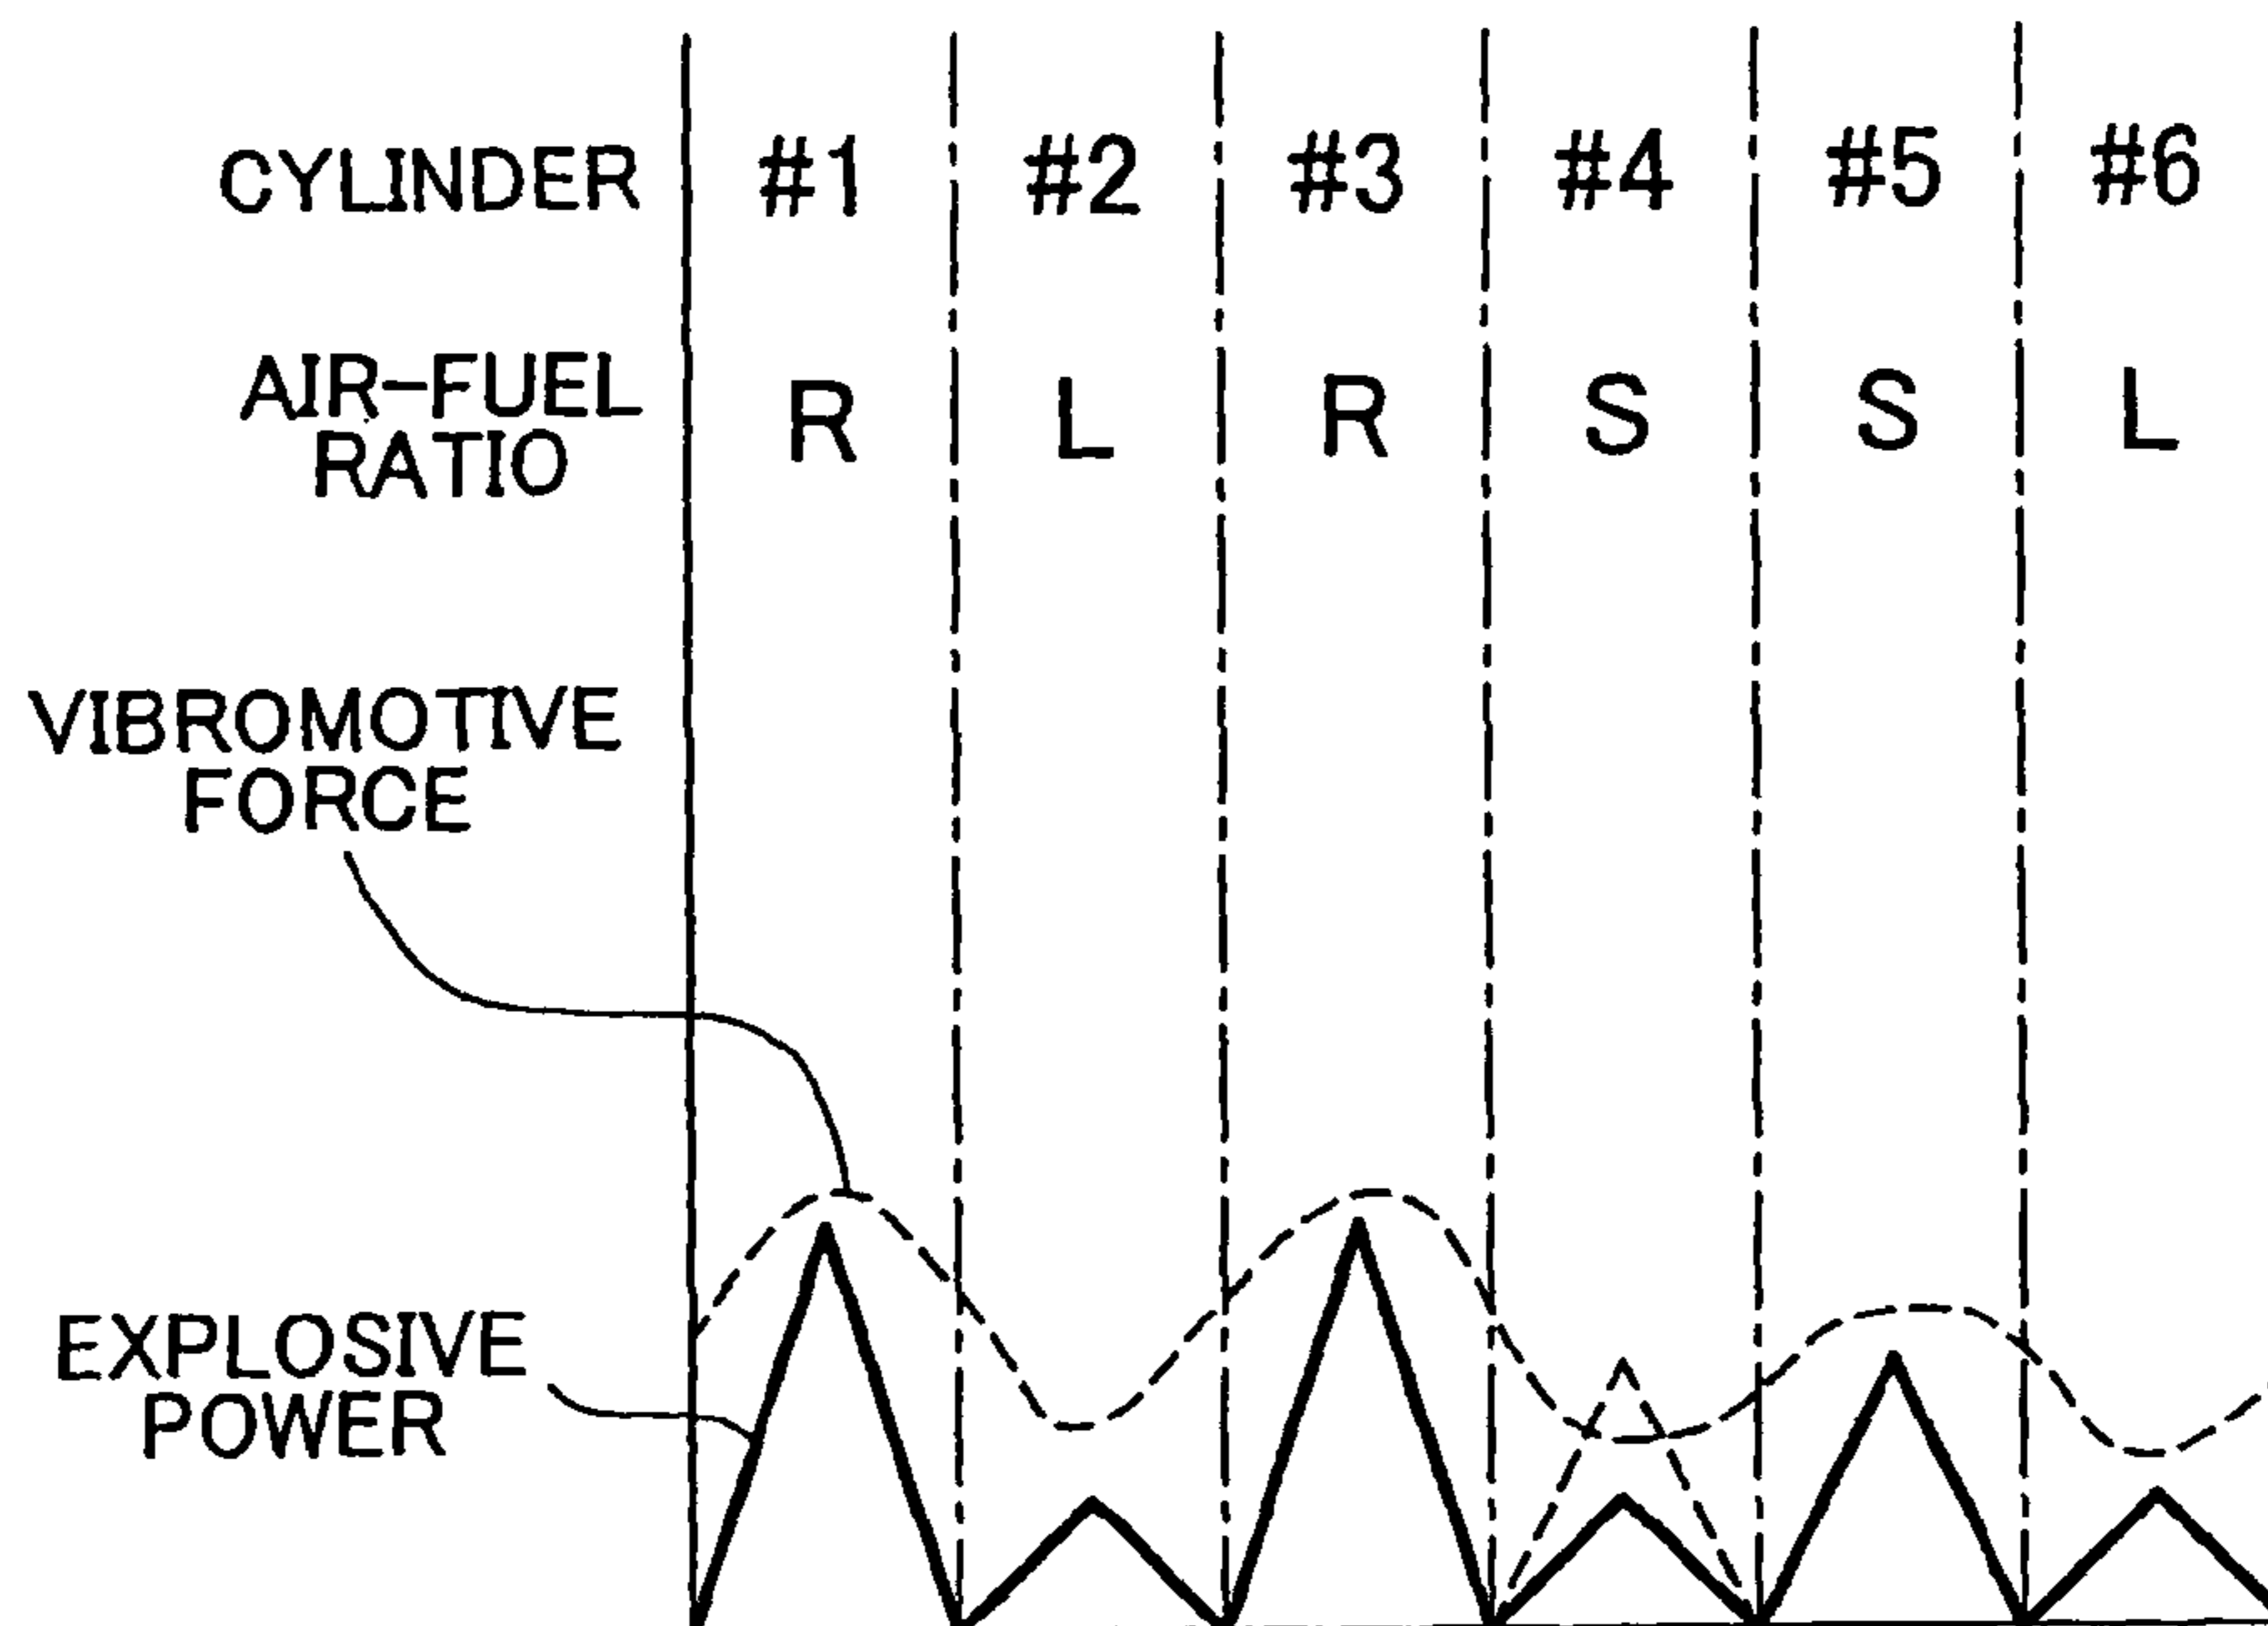 CYLINDER #1 #2 #3 #4 #5 #6
AIR-FUEL
RATIO
R L R S S L
VIBROMOTIVE
FORCE
EXPLOSIVE
POWER